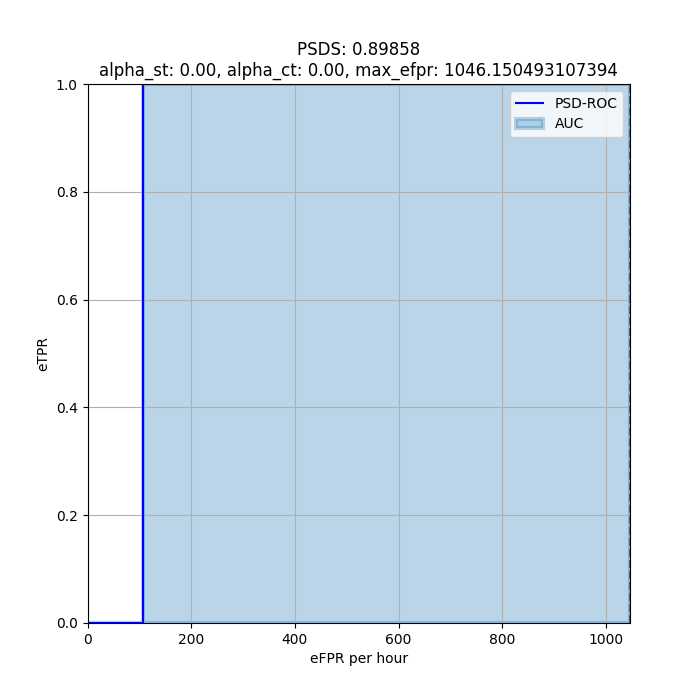 PSDS: 0.89858
alpha_st: 0.00, alpha_ct: 0.00, max_efpr: 1046.150493107394
PSD-ROC
AUC
1.0
0.8
0.6
0.4
0.2
0.0
eTPR
0 200 400 600 800 1000
eFPR per hour